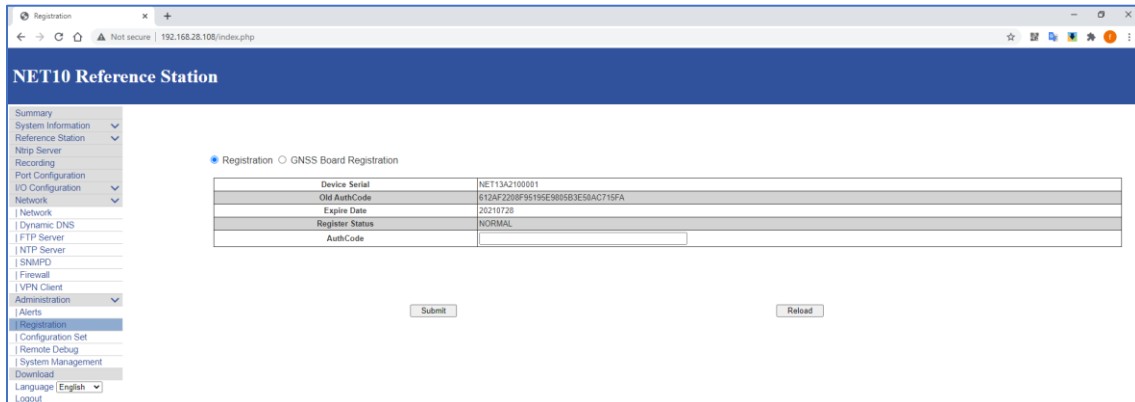 Registration
Not secure | 192.168.28.108/index.php
NET10 Reference Station
Summary
System Information
Reference Station
Ntrip Server
Recording
Port Configuration
I/O Configuration
Network
| Network
| Dynamic DNS
| FTP Server
| NTP Server
| SNMPD
| Firewall
| VPN Client
Administration
| Alerts
| Registration
| Configuration Set
| Remote Debug
| System Management
Download
Language English
Logout
Registration GNSS Board Registration
Device Serial NET13A2100001
Old AuthCode 612AF2208F95195E9805B3E50AC715FA
Expire Date 20210728
Register Status NORMAL
AuthCode
Submit Reload